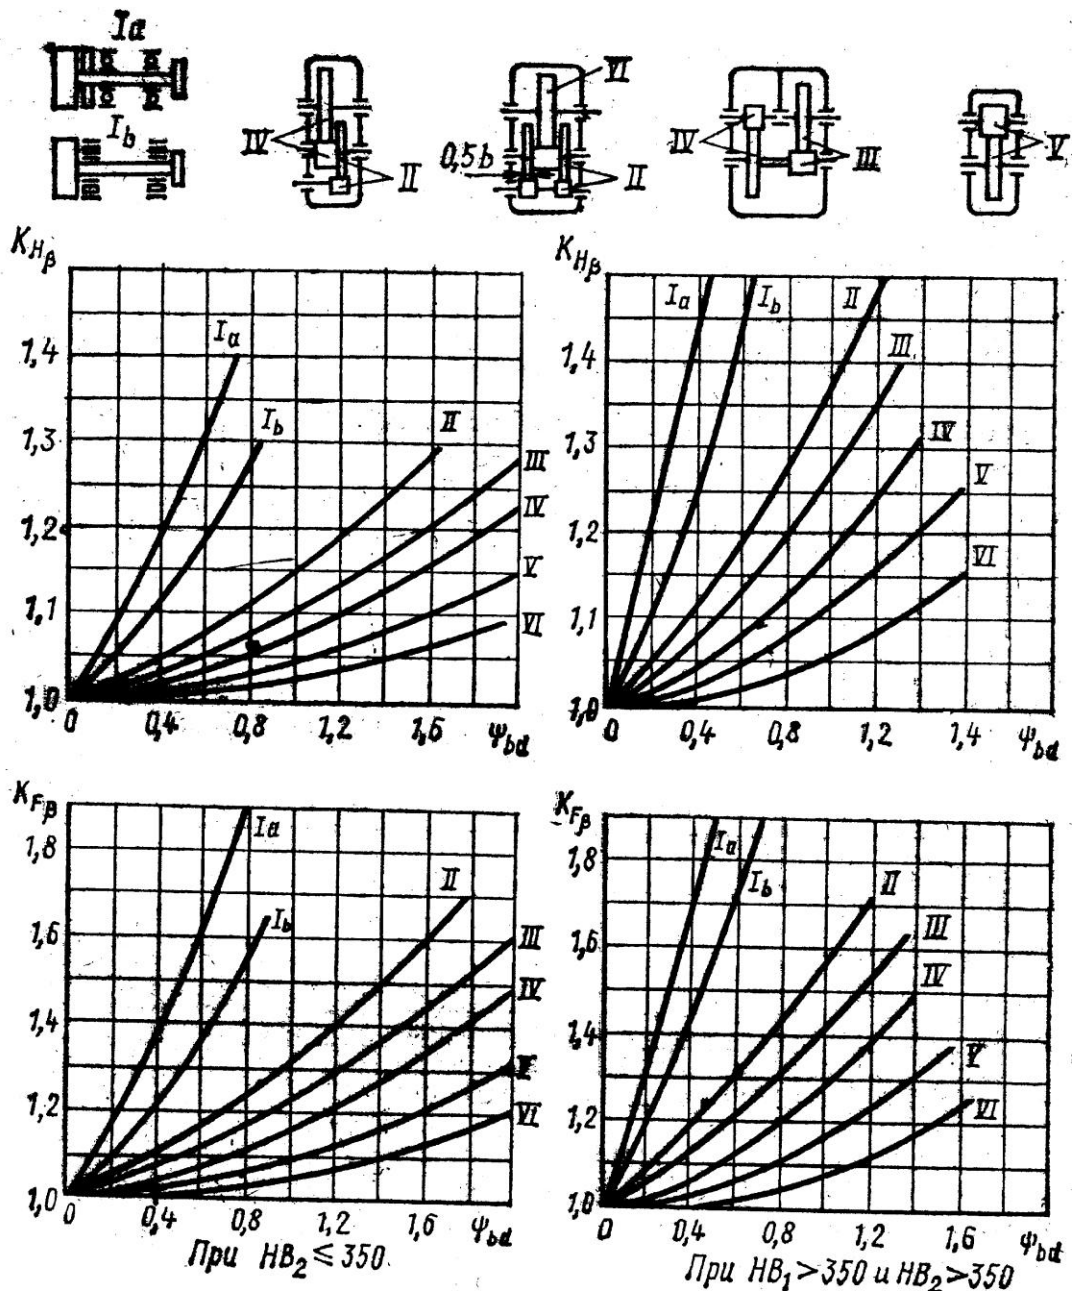 Ia
Ib
IV
II
0,5b
VI
II
IV
III
V
KHβ
1,4
1,3
1,2
1,1
1,0
Ia
Ib
II
III
IV
V
VI
0 0,4 0,8 1,2 1,6 ψbd
KHβ
1,4
1,3
1,2
1,1
1,0
Ia
Ib
II
III
IV
V
VI
0 0,4 0,8 1,2 1,4 ψbd
KFβ
1,8
1,6
1,4
1,2
1,0
Ia
Ib
II
III
IV
V
VI
0 0,4 0,8 1,2 1,6 ψbd
При HB2 ≤ 350
KFβ
1,8
1,6
1,4
1,2
1,0
Ia
Ib
II
III
IV
V
VI
0 0,4 0,8 1,2 1,6 ψbd
При HB1 > 350 и HB2 > 350